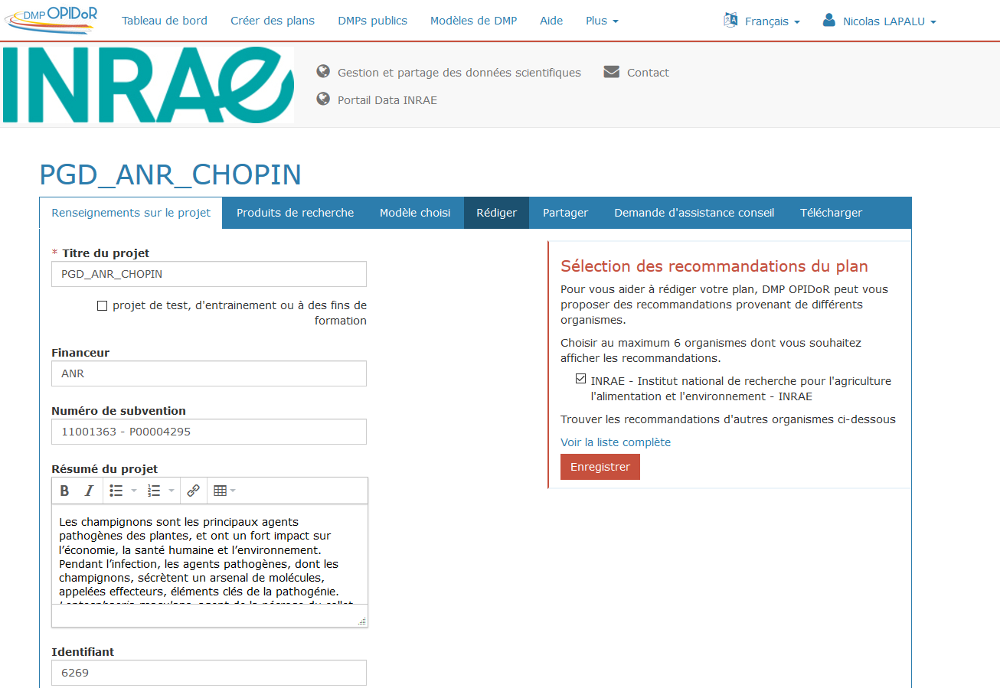 DMP OPIDoR
Tableau de bord
Créer des plans
DMPs publics
Modèles de DMP
Aide
Plus
Français
Nicolas LAPALU
INRAE
Gestion et partage des données scientifiques
Contact
Portail Data INRAE
PGD_ANR_CHOPIN
Renseignements sur le projet
Produits de recherche
Modèle choisi
Rédiger
Partager
Demande d'assistance conseil
Télécharger
* Titre du projet
PGD_ANR_CHOPIN
projet de test, d'entrainement ou à des fins de
formation
Financeur
ANR
Numéro de subvention
11001363 - P00004295
Résumé du projet
B I
Les champignons sont les principaux agents
pathogènes des plantes, et ont un fort impact sur
l’économie, la santé humaine et l’environnement.
Pendant l’infection, les agents pathogènes, dont les
champignons, sécrètent un arsenal de molécules,
appelées effecteurs, éléments clés de la pathogénie.
Identifiant
6269
Sélection des recommandations du plan
Pour vous aider à rédiger votre plan, DMP OPIDoR peut vous
proposer des recommandations provenant de différents
organismes.
Choisir au maximum 6 organismes dont vous souhaitez
afficher les recommandations.
INRAE - Institut national de recherche pour l'agriculture
l'alimentation et l'environnement - INRAE
Trouver les recommandations d'autres organismes ci-dessous
Voir la liste complète
Enregistrer